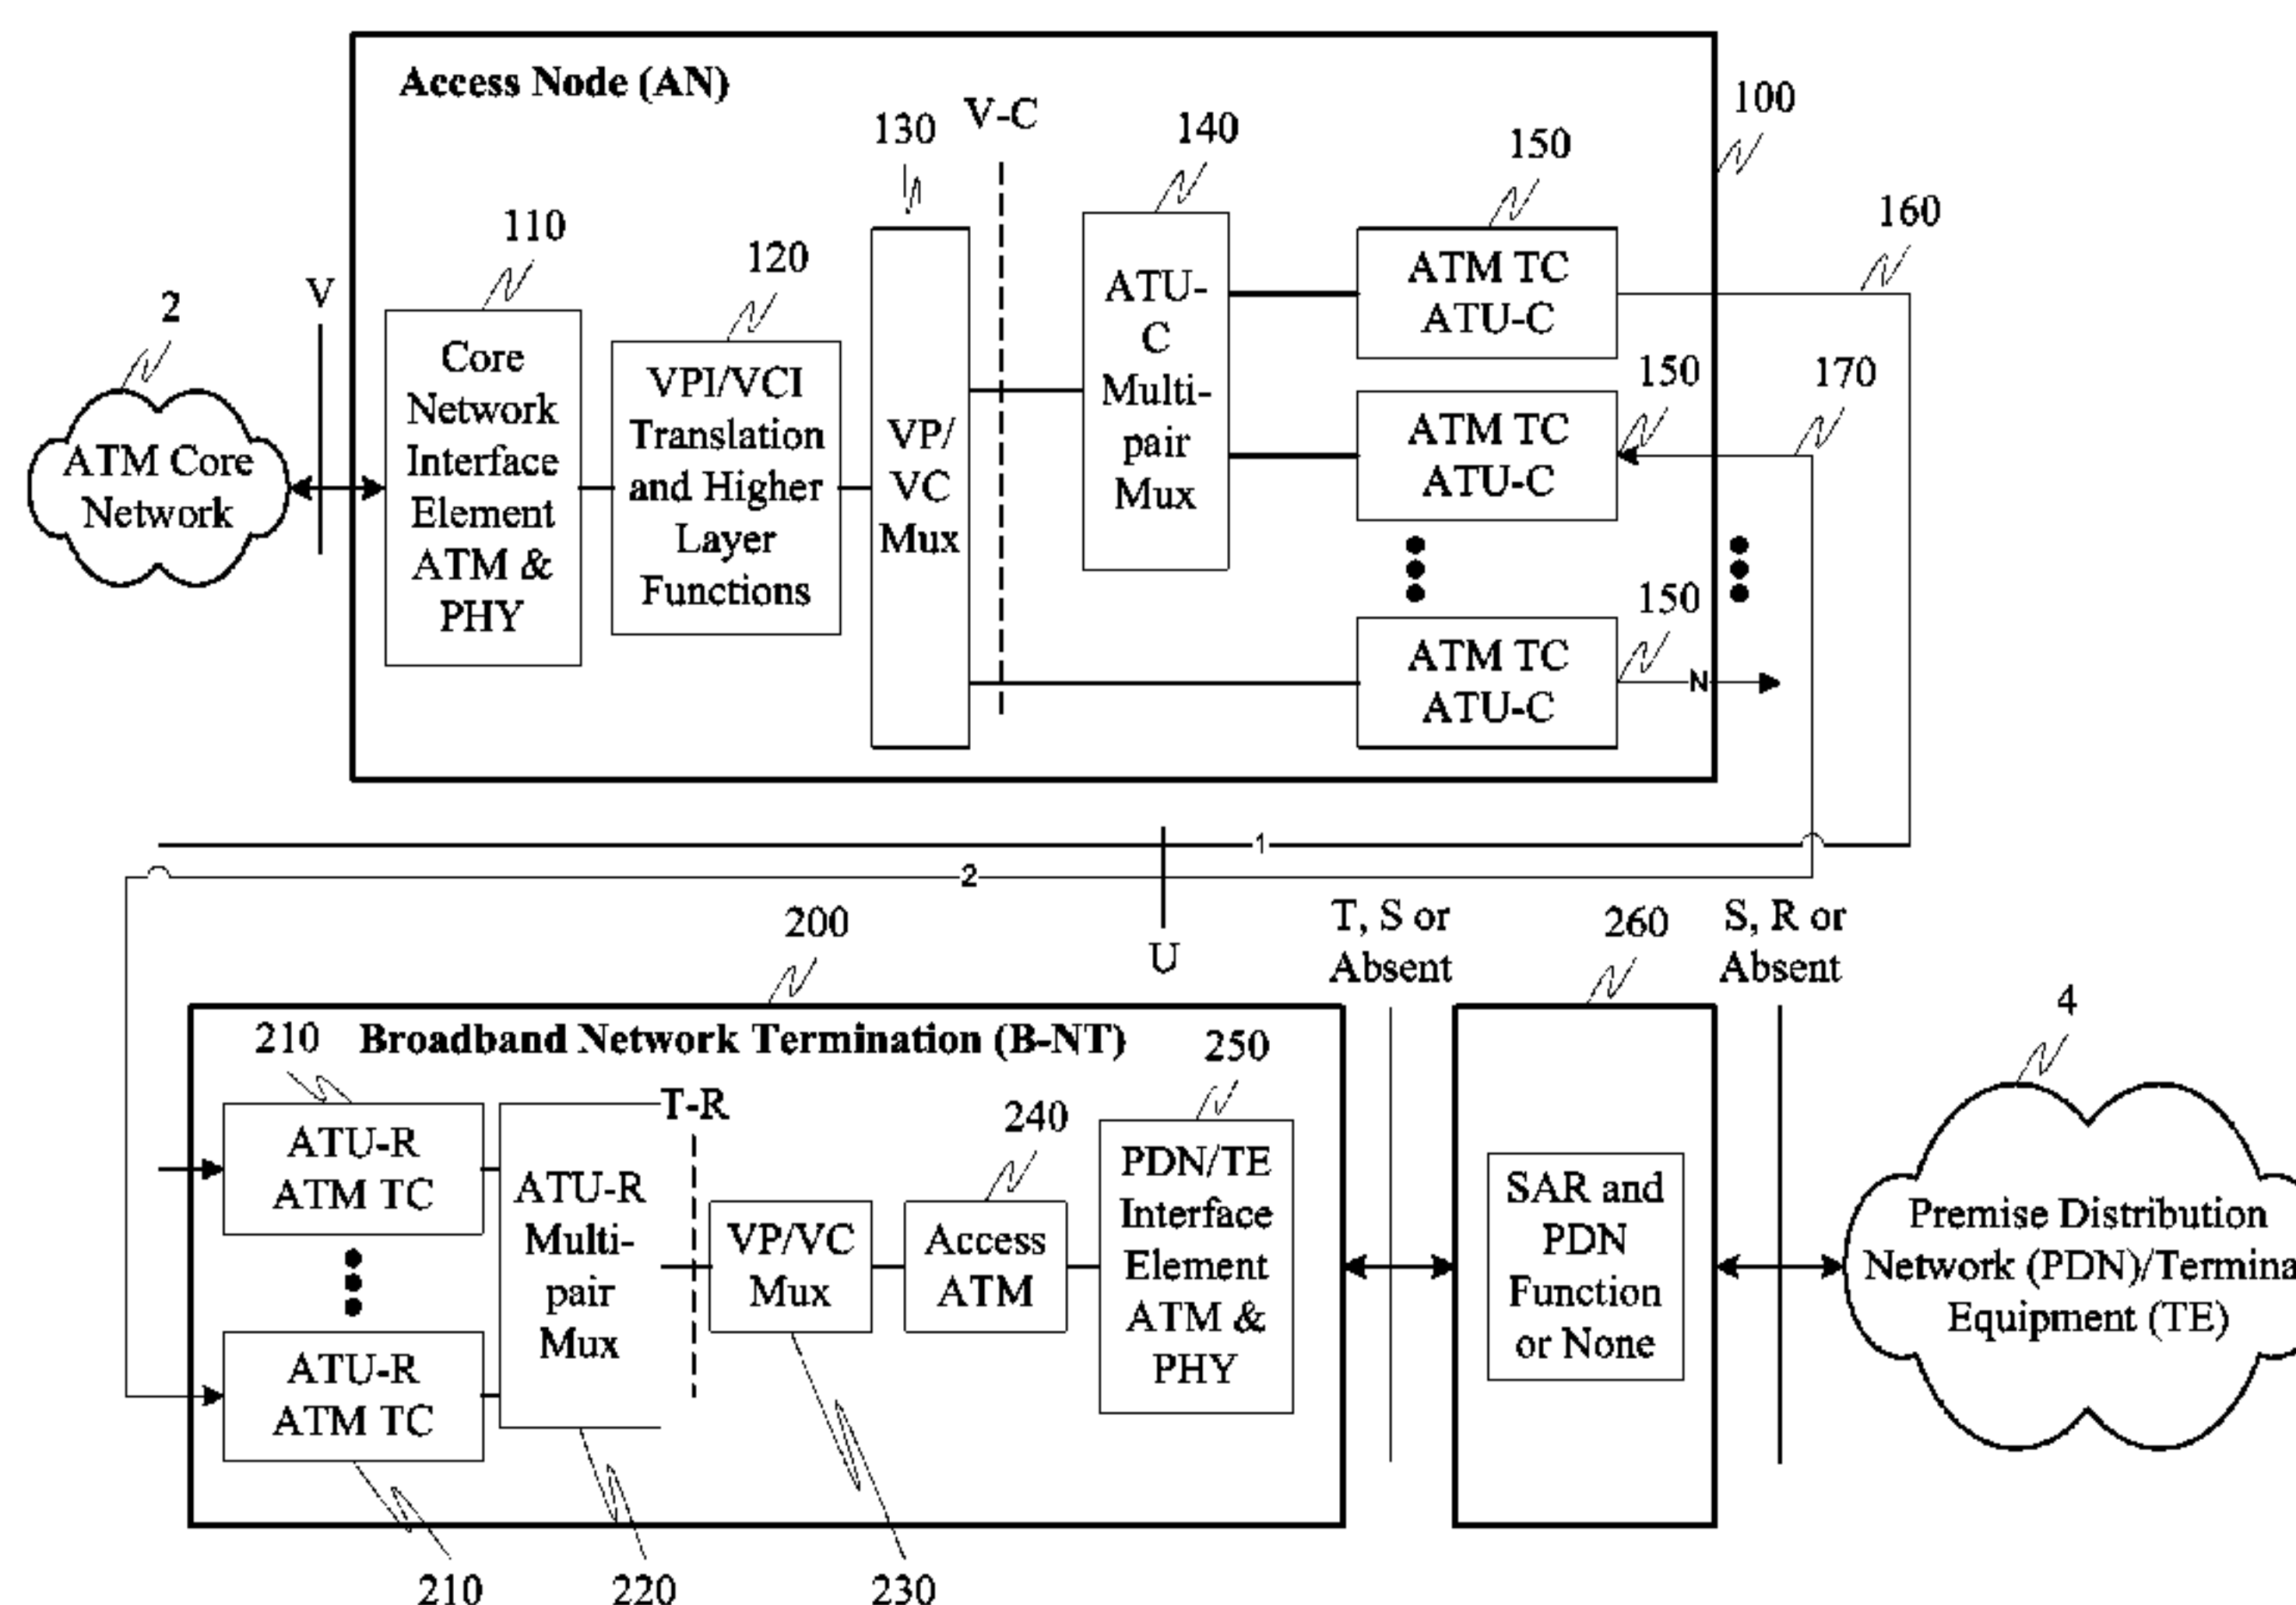 Access Node (AN)
100
V-C
130
140
150
160
110
120
V
2
Core
Network
Interface
Element
ATM &
PHY
VPI/VCI
Translation
and Higher
Layer
Functions
VP/
VC
Mux
ATU-
C
Multi-
pair
Mux
ATM TC
ATU-C
150
170
ATM TC
ATU-C
ATM Core
Network
150
ATM TC
ATU-C
N
1
2
U
200
T, S or
Absent
260
S, R or
Absent
4
210
Broadband Network Termination (B-NT)
250
T-R
240
ATU-R
ATM TC
ATU-R
Multi-
pair
Mux
VP/VC
Mux
Access
ATM
PDN/TE
Interface
Element
ATM &
PHY
SAR and
PDN
Function
or None
Premise Distribution
Network (PDN)/Termina
Equipment (TE)
ATU-R
ATM TC
210
220
230